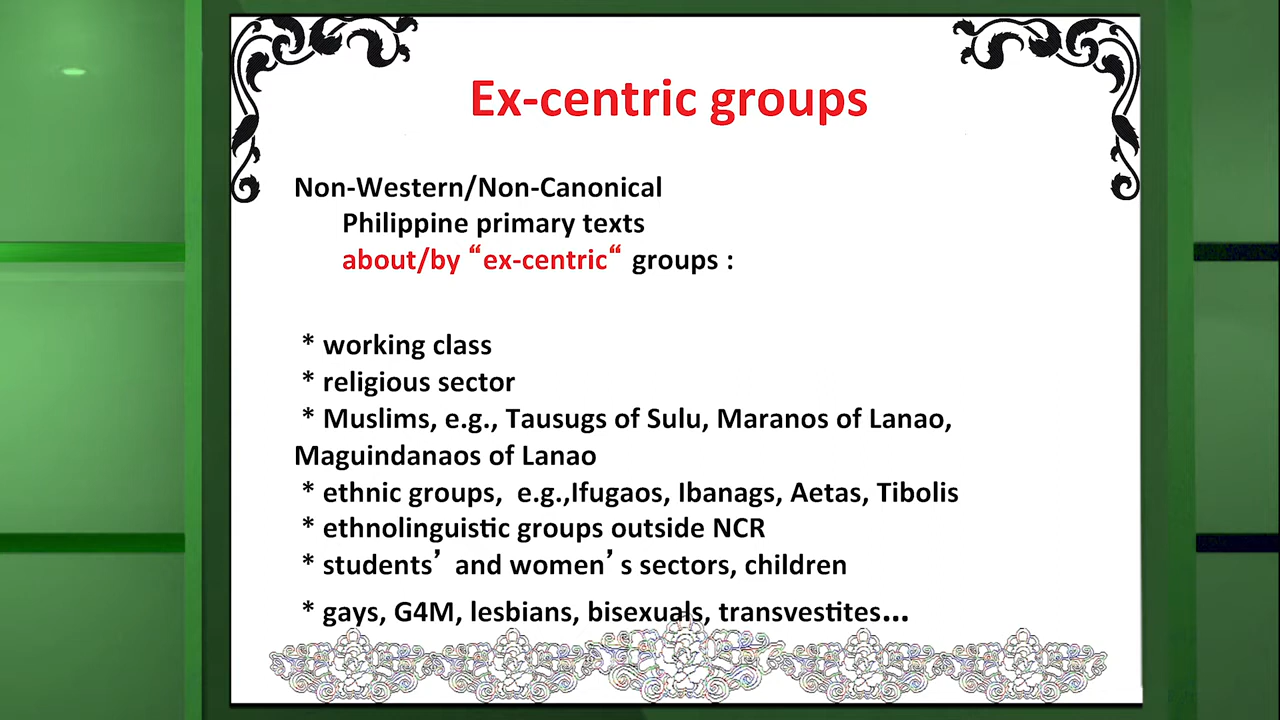 Ex-centric groups
Non-Western/Non-Canonical
Philippine primary texts
about/by “ex-centric“ groups :
* working class
* religious sector
* Muslims, e.g., Tausugs of Sulu, Maranos of Lanao,
Maguindanaos of Lanao
* ethnic groups, e.g.,Ifugaos, Ibanags, Aetas, Tibolis
* ethnolinguistic groups outside NCR
* students’ and women’s sectors, children
* gays, G4M, lesbians, bisexuals, transvestites...